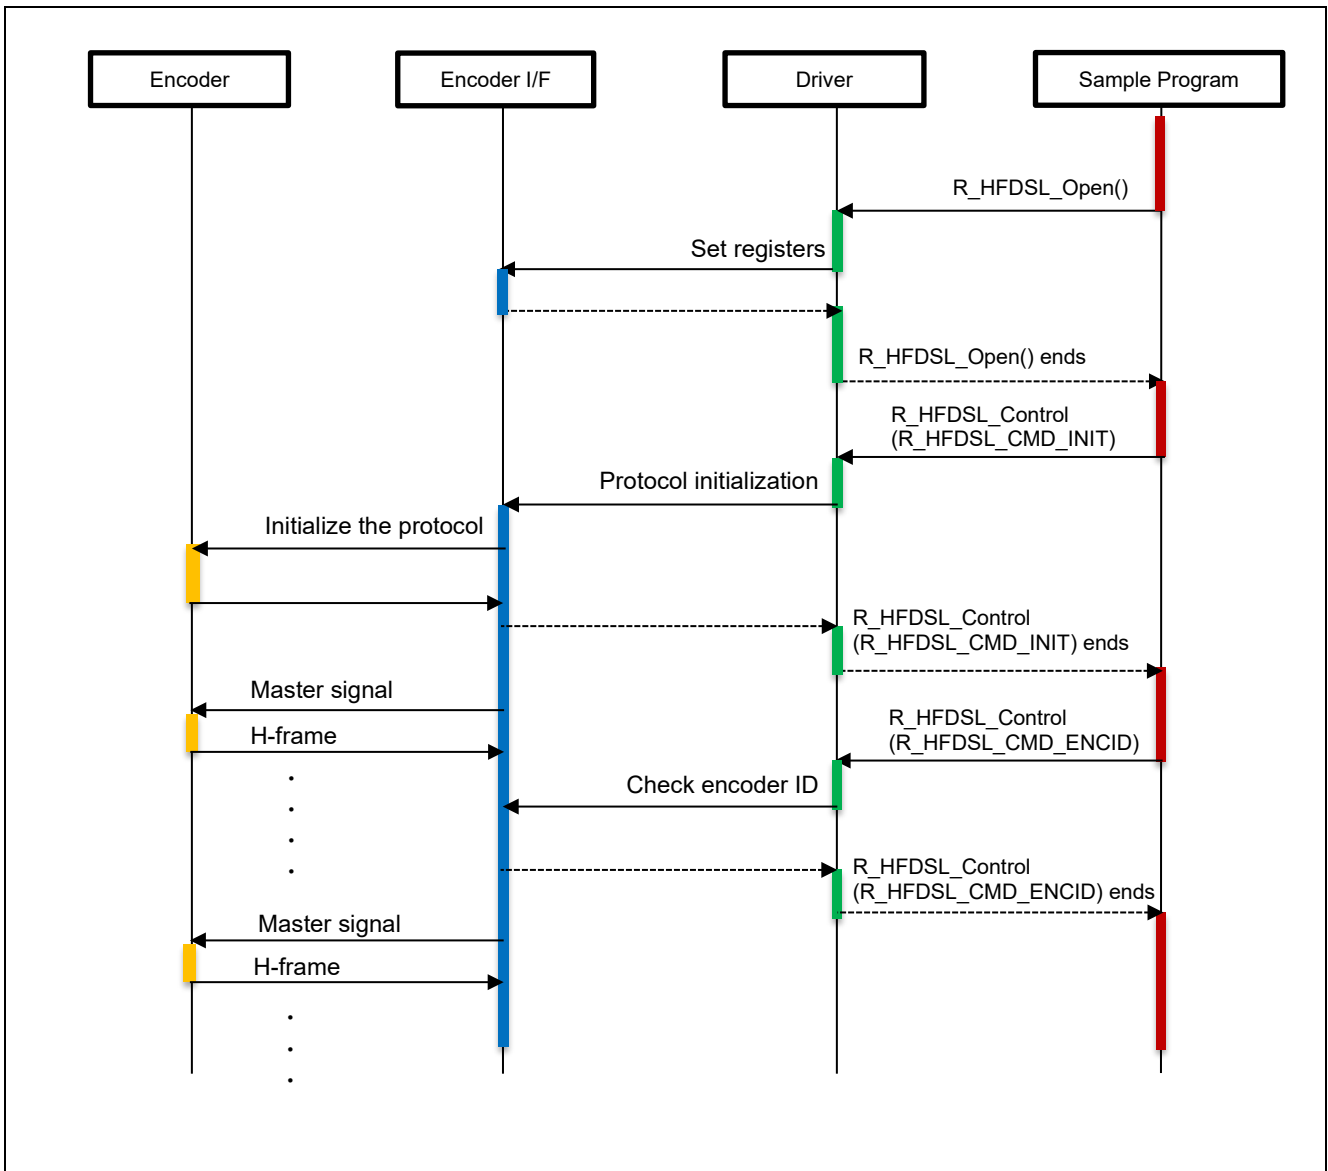 Encoder
Encoder I/F
Driver
Sample Program
R_HFDSL_Open()
Set registers
R_HFDSL_Open() ends
R_HFDSL_Control
(R_HFDSL_CMD_INIT)
Protocol initialization
Initialize the protocol
R_HFDSL_Control
(R_HFDSL_CMD_INIT) ends
Master signal
R_HFDSL_Control
(R_HFDSL_CMD_ENCID)
H-frame
Check encoder ID
R_HFDSL_Control
(R_HFDSL_CMD_ENCID) ends
Master signal
H-frame